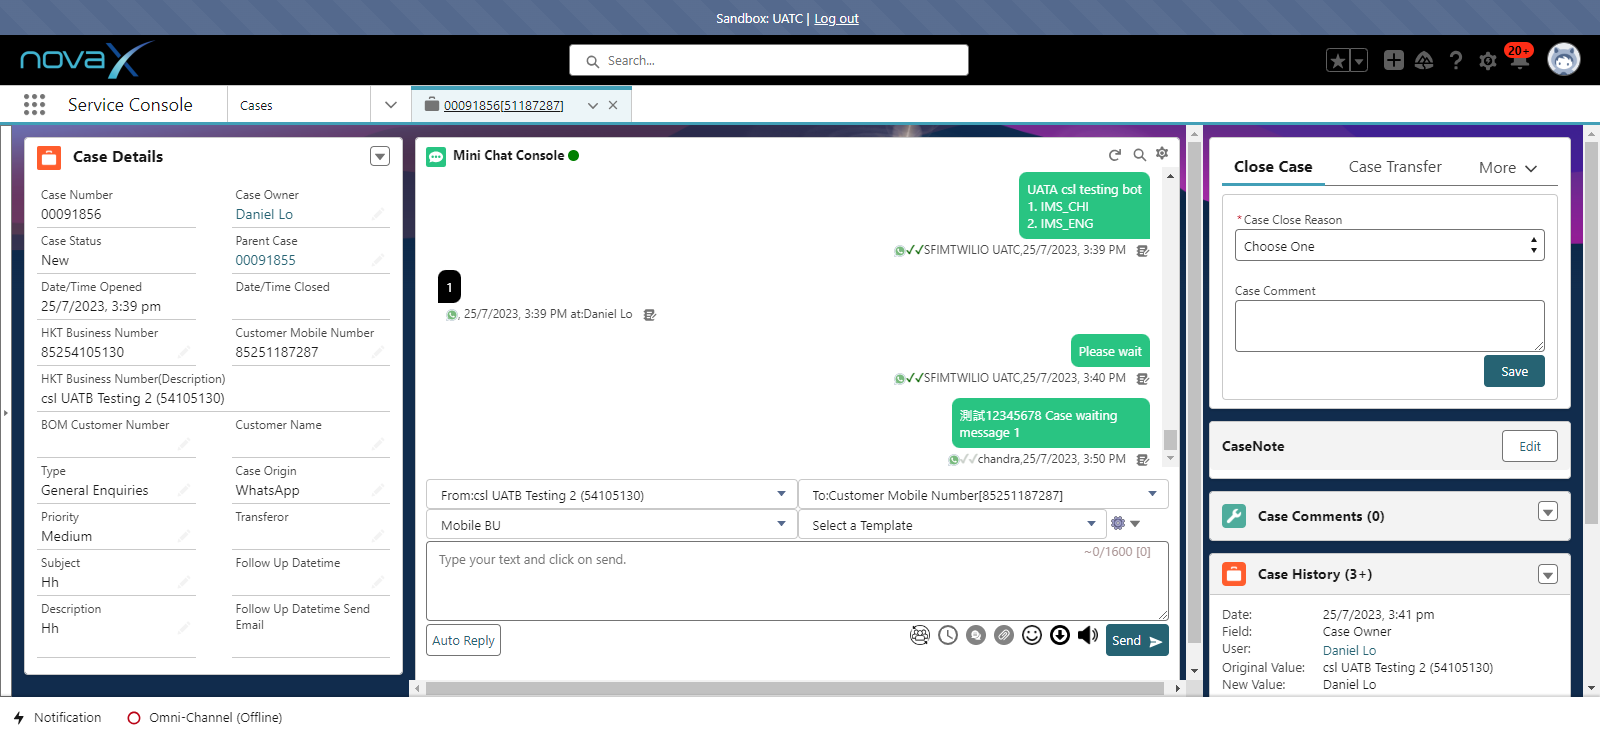 Sandbox: UATC | Log out
novaX
Search...
20+
Service Console
Cases
00091856[51187287]
Case Details
Case Number
00091856
Case Owner
Daniel Lo
Case Status
New
Parent Case
00091855
Date/Time Opened
25/7/2023, 3:39 pm
Date/Time Closed
HKT Business Number
85254105130
Customer Mobile Number
85251187287
HKT Business Number(Description)
csl UATB Testing 2 (54105130)
BOM Customer Number
Customer Name
Type
General Enquiries
Case Origin
WhatsApp
Priority
Medium
Transferor
Subject
Hh
Follow Up Datetime
Description
Hh
Follow Up Datetime Send
Email
Mini Chat Console
UATA csl testing bot
1. IMS_CHI
2. IMS_ENG
SFIMTWILIO UATC,25/7/2023, 3:39 PM
1
, 25/7/2023, 3:39 PM at:Daniel Lo
Please wait
SFIMTWILIO UATC,25/7/2023, 3:40 PM
測試12345678 Case waiting
message 1
chandra,25/7/2023, 3:50 PM
From:csl UATB Testing 2 (54105130)
To:Customer Mobile Number[85251187287]
Mobile BU
Select a Template
Type your text and click on send.
~0/1600 [0]
Auto Reply
Send
Close Case
Case Transfer
More
*Case Close Reason
Choose One
Case Comment
Save
CaseNote
Edit
Case Comments (0)
Case History (3+)
Date: 25/7/2023, 3:41 pm
Field: Case Owner
User: Daniel Lo
Original Value: csl UATB Testing 2 (54105130)
New Value: Daniel Lo
Notification
Omni-Channel (Offline)